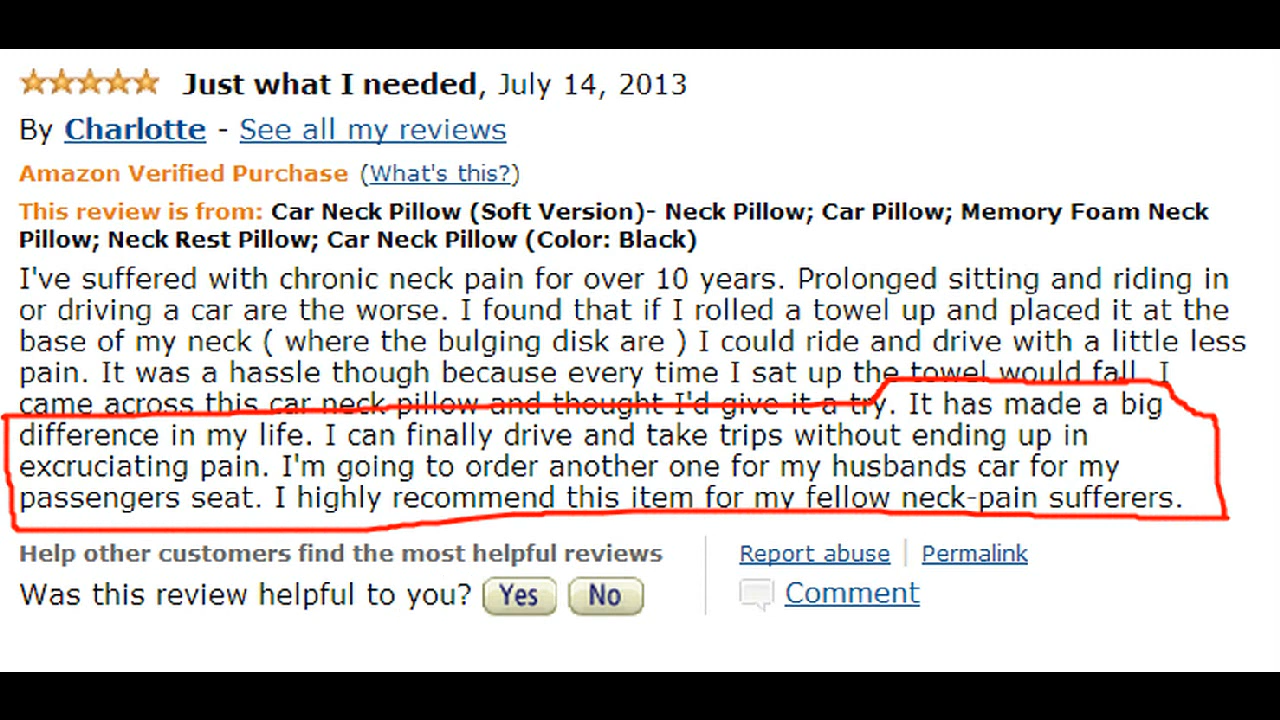 Just what I needed, July 14, 2013
By Charlotte - See all my reviews
Amazon Verified Purchase (What's this?)
This review is from: Car Neck Pillow (Soft Version)- Neck Pillow; Car Pillow; Memory Foam Neck
Pillow; Neck Rest Pillow; Car Neck Pillow (Color: Black)
I've suffered with chronic neck pain for over 10 years. Prolonged sitting and riding in
or driving a car are the worse. I found that if I rolled a towel up and placed it at the
base of my neck ( where the bulging disk are ) I could ride and drive with a little less
pain. It was a hassle though because every time I sat up the towel would fall. I
came across this car neck pillow and thought I'd give it a try. It has made a big
difference in my life. I can finally drive and take trips without ending up in
excruciating pain. I'm going to order another one for my husbands car for my
passengers seat. I highly recommend this item for my fellow neck-pain sufferers.
Help other customers find the most helpful reviews
Was this review helpful to you? Yes No
Report abuse | Permalink
Comment